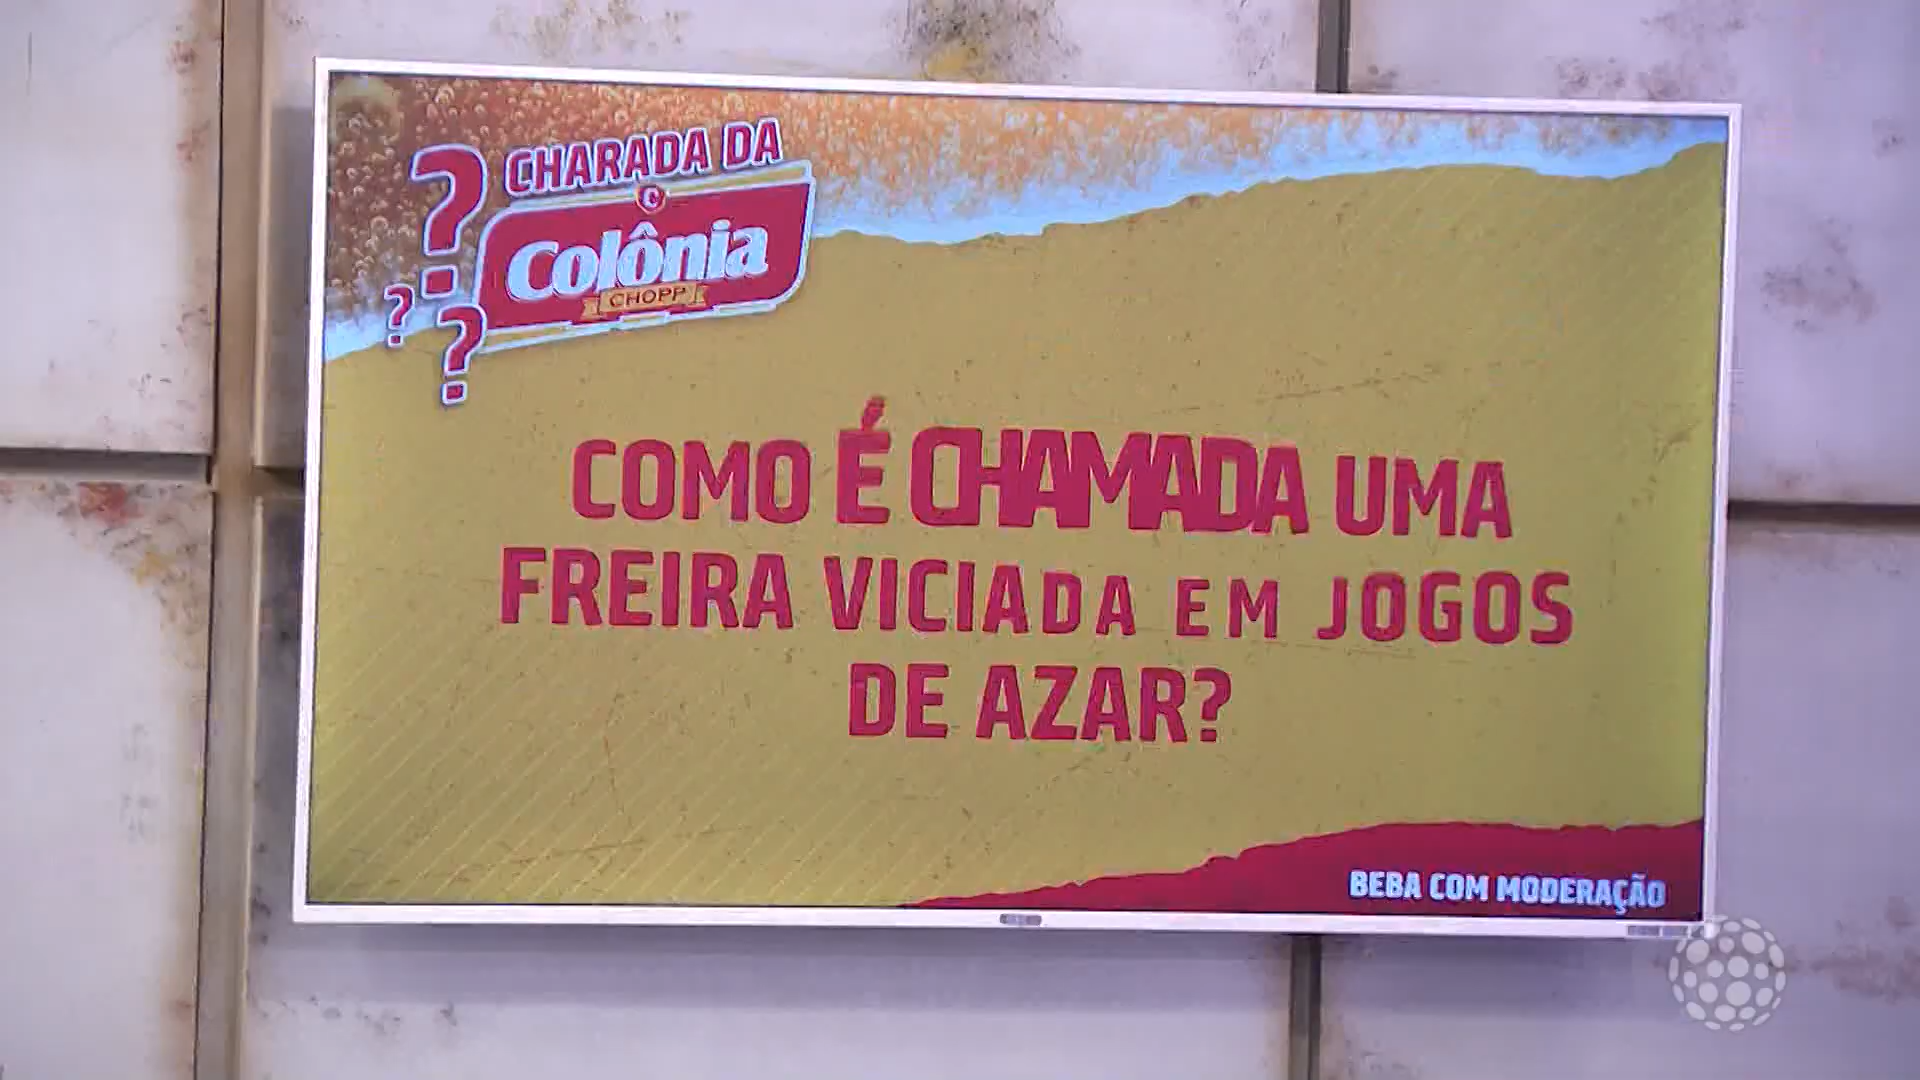 CHARADA DA
Colônia
CHOPP
COMO É CHAMADA UMA
FREIRA VICIADA EM JOGOS
DE AZAR?
BEBA COM MODERAÇÃO